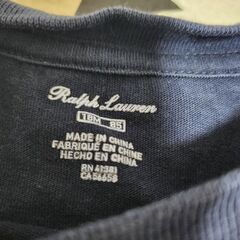 Ralph Lauren
18M 85
MADE IN CHINA
FABRIQUÉ EN CHINE
HECHO EN CHINA
RN 41381
CA 56658